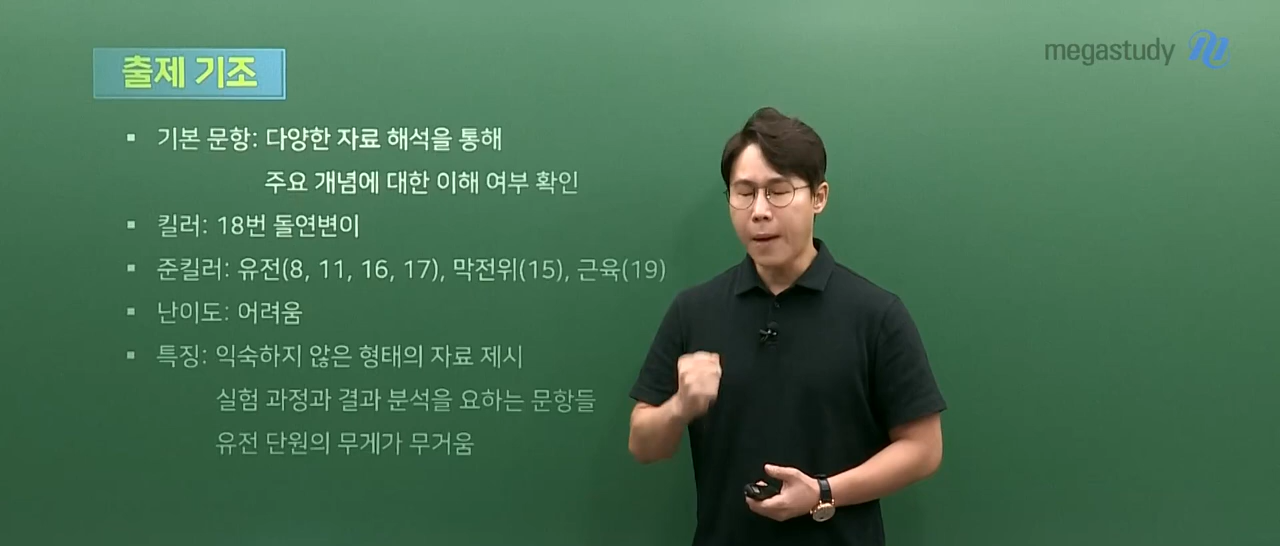 megastudy
출제 기조
▪ 기본 문항: 다양한 자료 해석을 통해
주요 개념에 대한 이해 여부 확인
▪ 킬러: 18번 돌연변이
▪ 준킬러: 유전(8, 11, 16, 17), 막전위(15), 근육(19)
▪ 난이도: 어려움
▪ 특징: 익숙하지 않은 형태의 자료 제시
실험 과정과 결과 분석을 요하는 문항들
유전 단원의 무게가 무거움